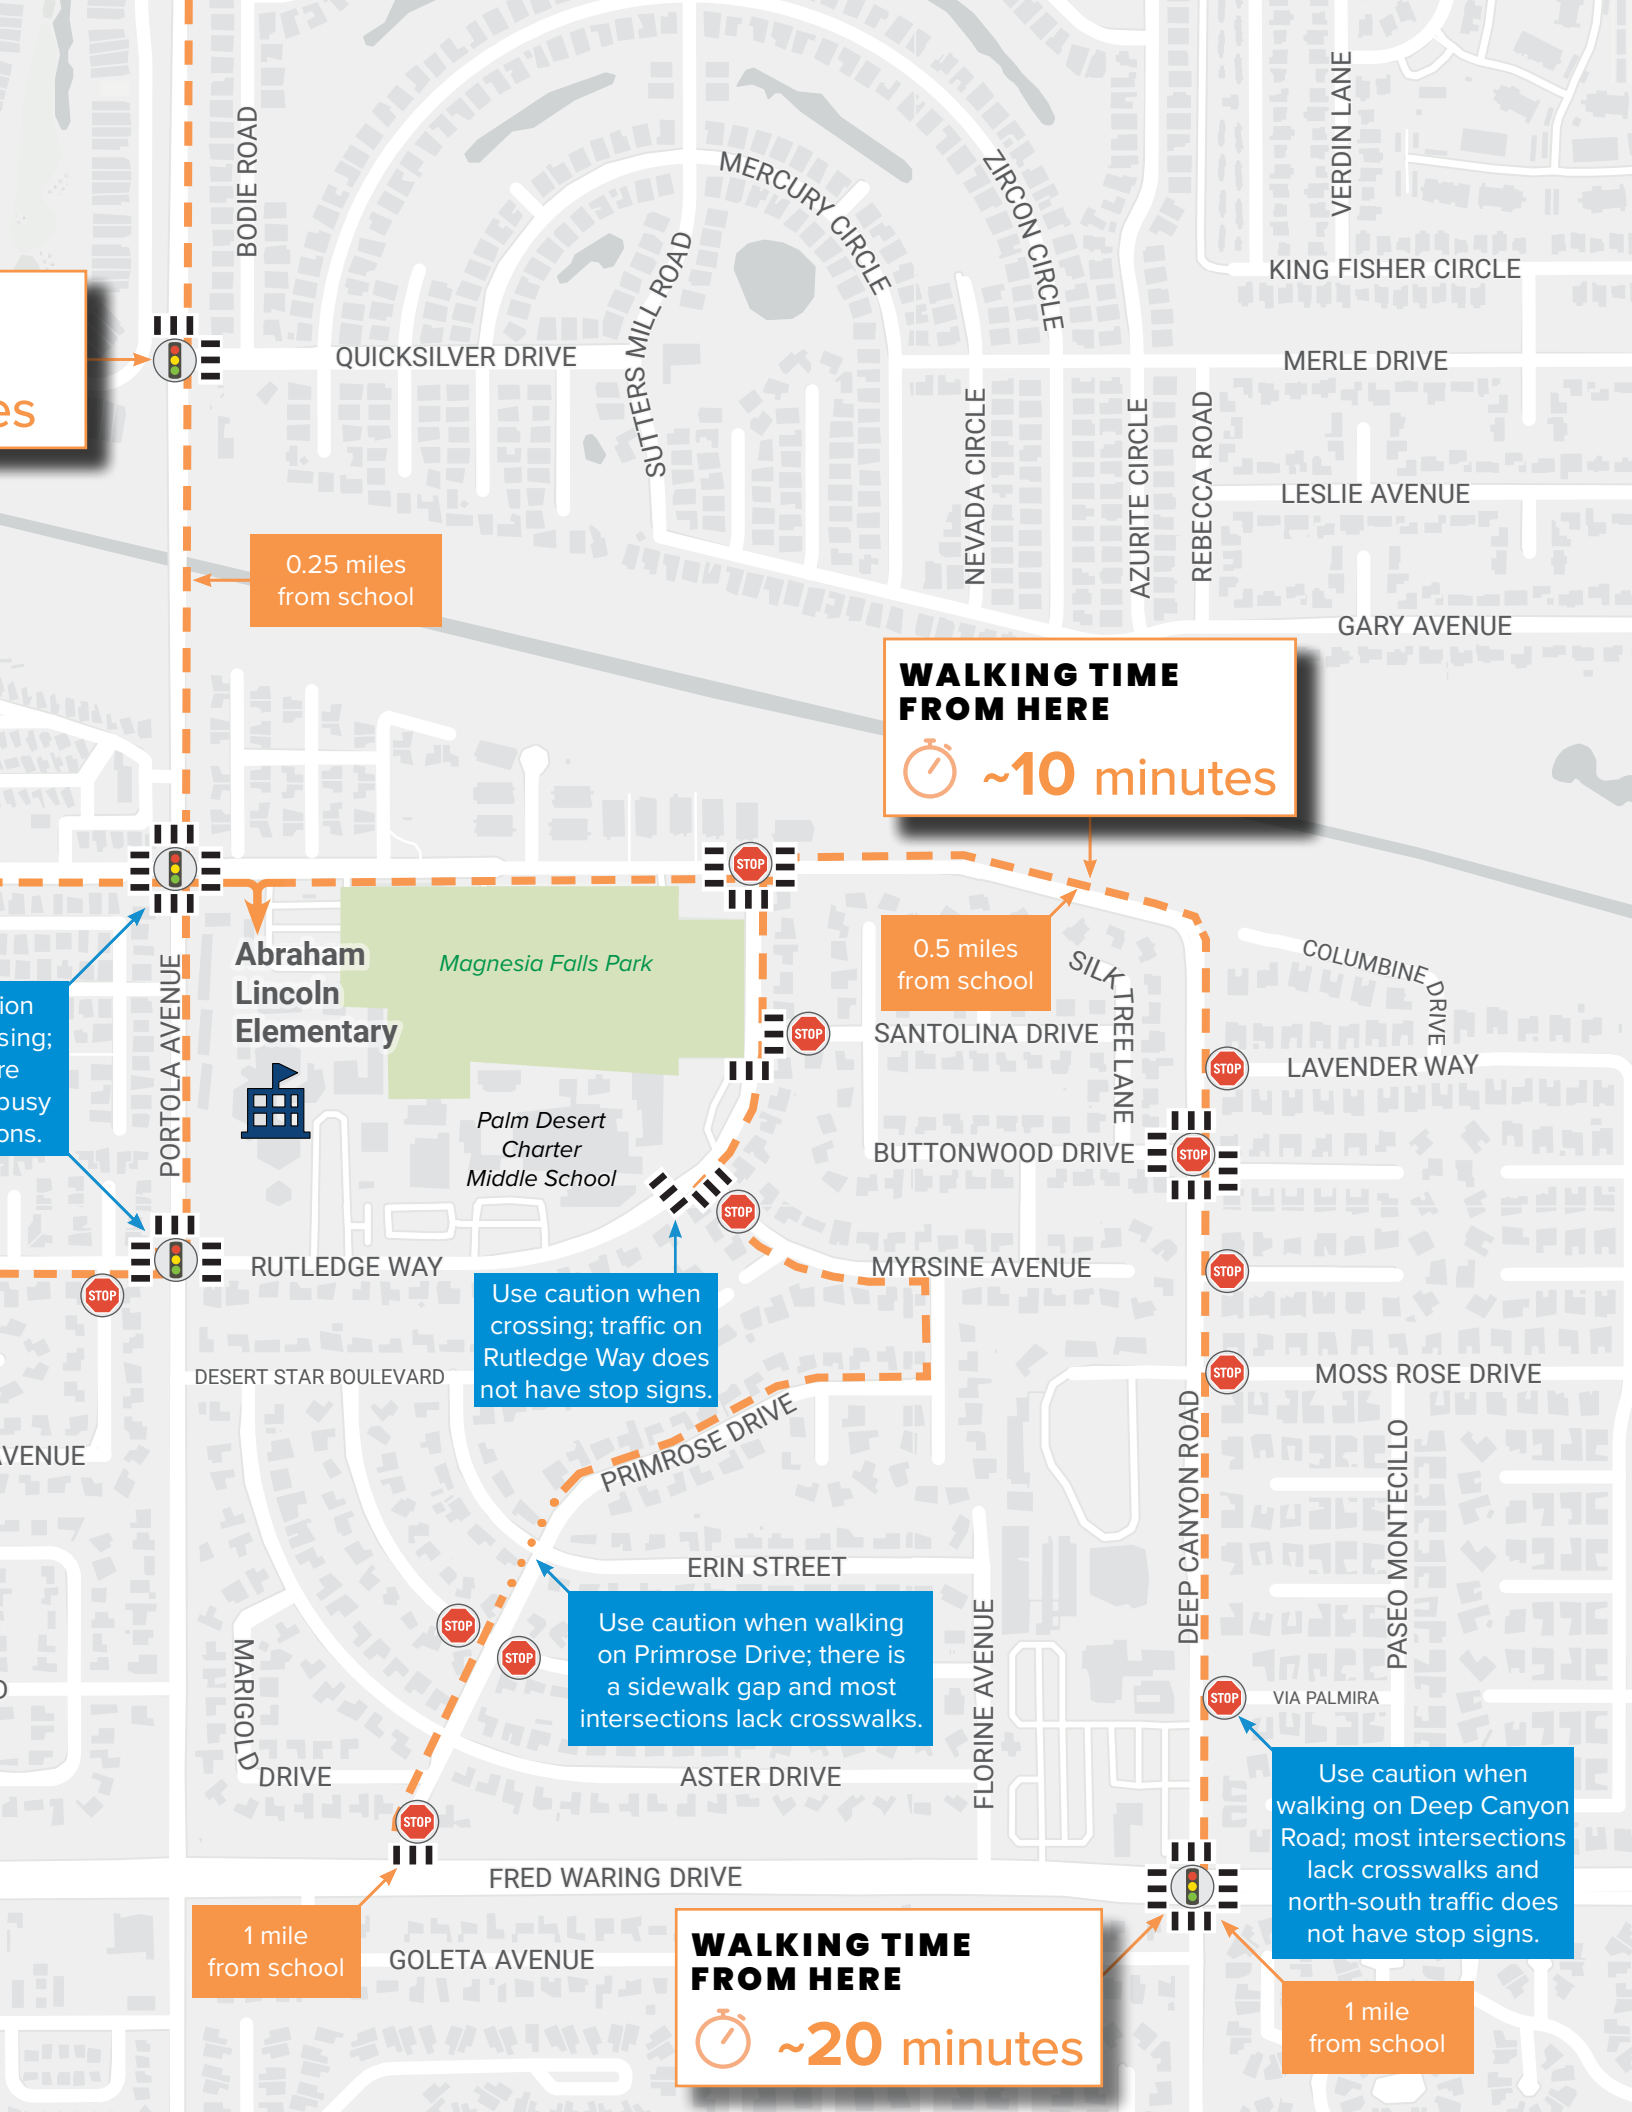 BODIE ROAD
MERCURY CIRCLE
ZIRCON CIRCLE
VERDIN LANE
KING FISHER CIRCLE
SUTTERS MILL ROAD
QUICKSILVER DRIVE
MERLE DRIVE
es
NEVADA CIRCLE
AZURITE CIRCLE
REBECCA ROAD
LESLIE AVENUE
0.25 miles
from school
GARY AVENUE
WALKING TIME
FROM HERE
~10 minutes
STOP
Abraham
Lincoln
Elementary
Magnesia Falls Park
0.5 miles
from school
SILK TREE LANE
COLUMBINE DRIVE
PORTOLA AVENUE
ion
sing;
re
busy
ons.
STOP
SANTOLINA DRIVE
STOP
LAVENDER WAY
Palm Desert
Charter
Middle School
BUTTONWOOD DRIVE
STOP
STOP
RUTLEDGE WAY
MYRSINE AVENUE
STOP
STOP
Use caution when
crossing; traffic on
Rutledge Way does
not have stop signs.
DESERT STAR BOULEVARD
STOP
MOSS ROSE DRIVE
PRIMROSE DRIVE
DEEP CANYON ROAD
PASEO MONTECILLO
AVENUE
ERIN STREET
STOP
STOP
Use caution when walking
on Primrose Drive; there is
a sidewalk gap and most
intersections lack crosswalks.
FLORINE AVENUE
MARIGOLD
DRIVE
STOP
VIA PALMIRA
ASTER DRIVE
Use caution when
walking on Deep Canyon
Road; most intersections
lack crosswalks and
north-south traffic does
not have stop signs.
STOP
FRED WARING DRIVE
1 mile
from school
GOLETA AVENUE
WALKING TIME
FROM HERE
~20 minutes
1 mile
from school